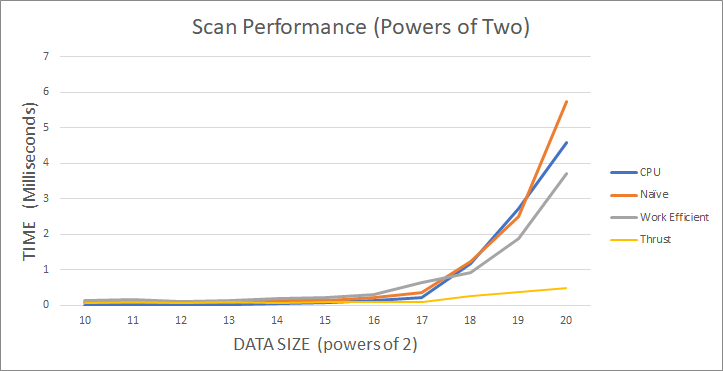 Scan Performance (Powers of Two)
7
6
5
4
3
2
1
0
TIME (Milliseconds)
10 11 12 13 14 15 16 17 18 19 20
DATA SIZE (powers of 2)
CPU
Naïve
Work Efficient
Thrust